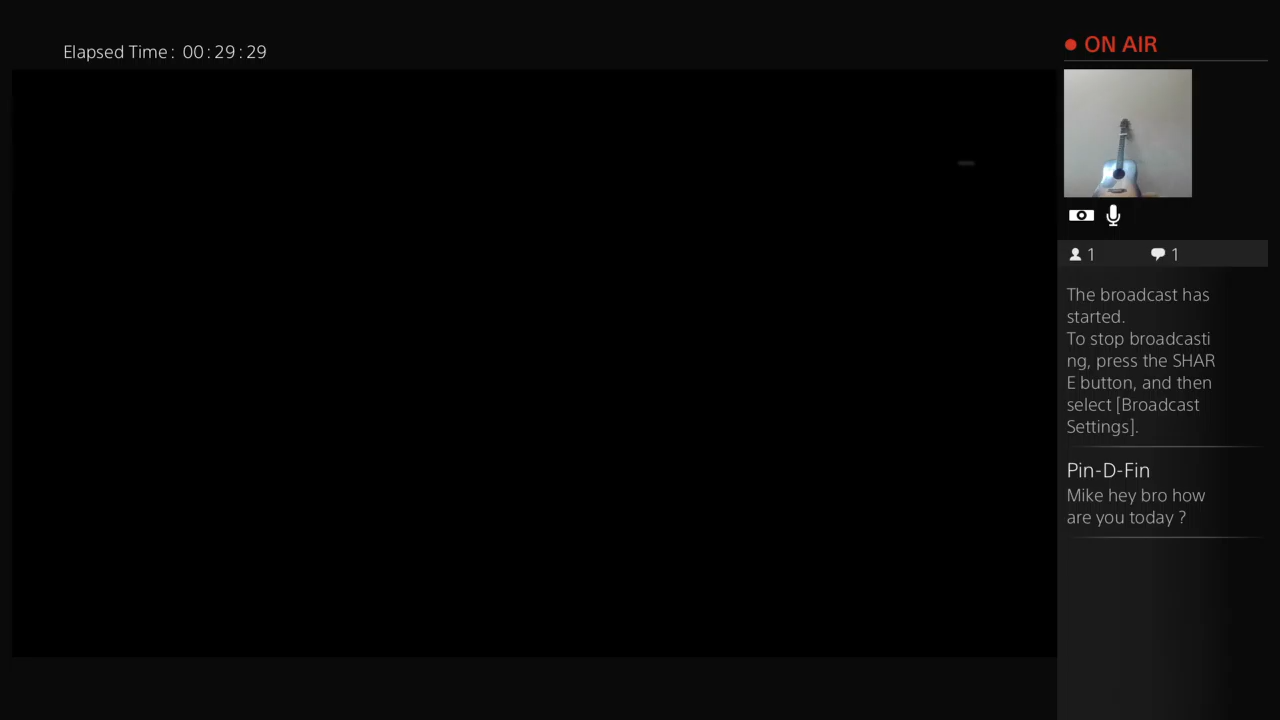 Elapsed Time: 00:29:29
ON AIR
1 1
The broadcast has
started.
To stop broadcasti
ng, press the SHAR
E button, and then
select [Broadcast
Settings].
Pin-D-Fin
Mike hey bro how
are you today ?